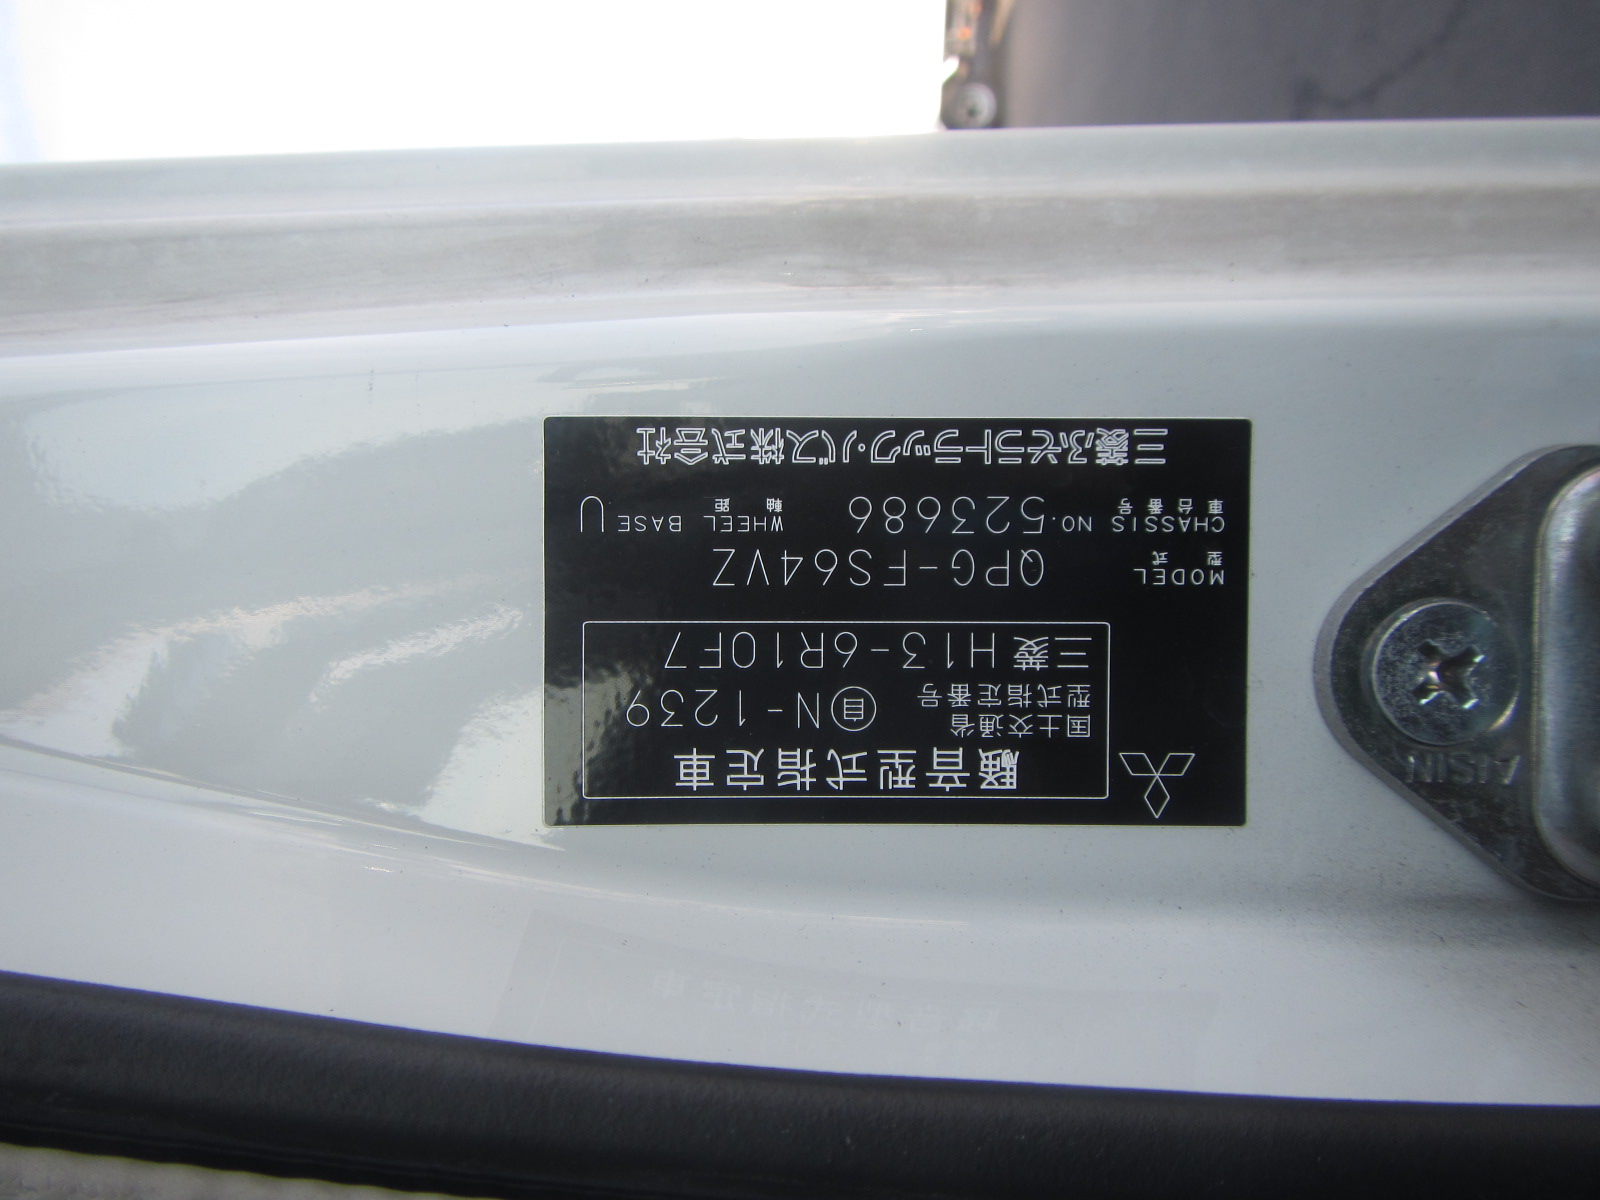 騒音型式指定車
国土交通省
型式指定番号 自N-1239
三菱 H13-6R10F7
MODEL
型式 QPG-FS64VZ
CHASSIS NO. 523686 WHEEL BASE U
車台番号 軸距
三菱ふそうトラック・バス株式会社
AISIN